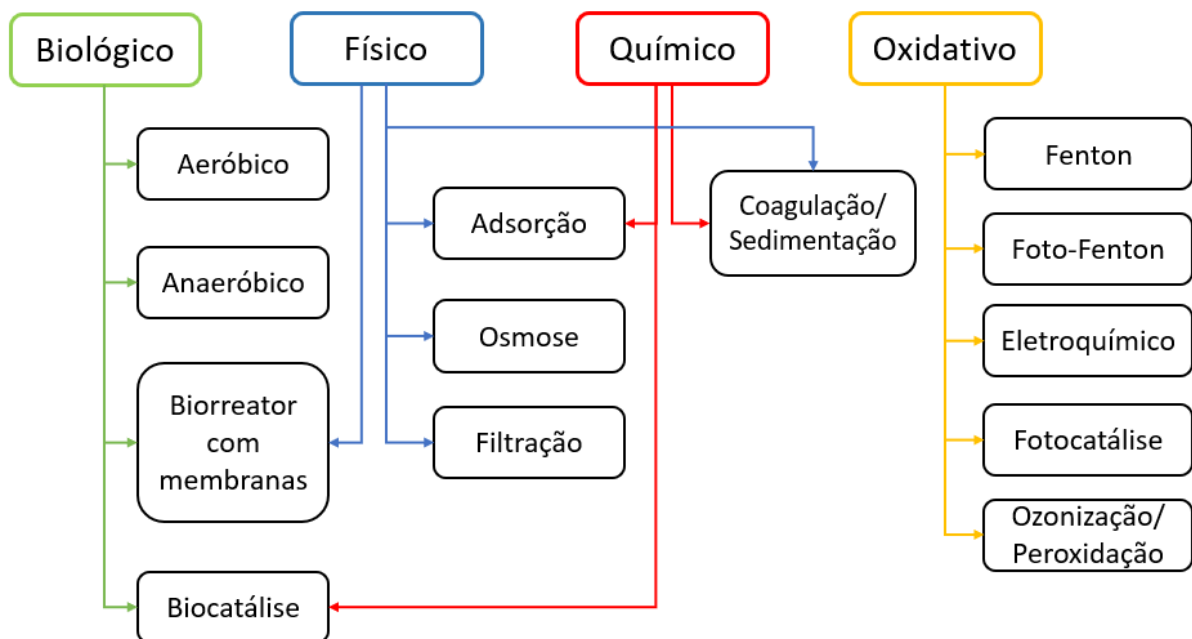 Biológico
Físico
Químico
Oxidativo
Aeróbico
Anaeróbico
Biorreator
com
membranas
Biocatálise
Adsorção
Osmose
Filtração
Coagulação/
Sedimentação
Fenton
Foto-Fenton
Eletroquímico
Fotocatálise
Ozonização/
Peroxidação